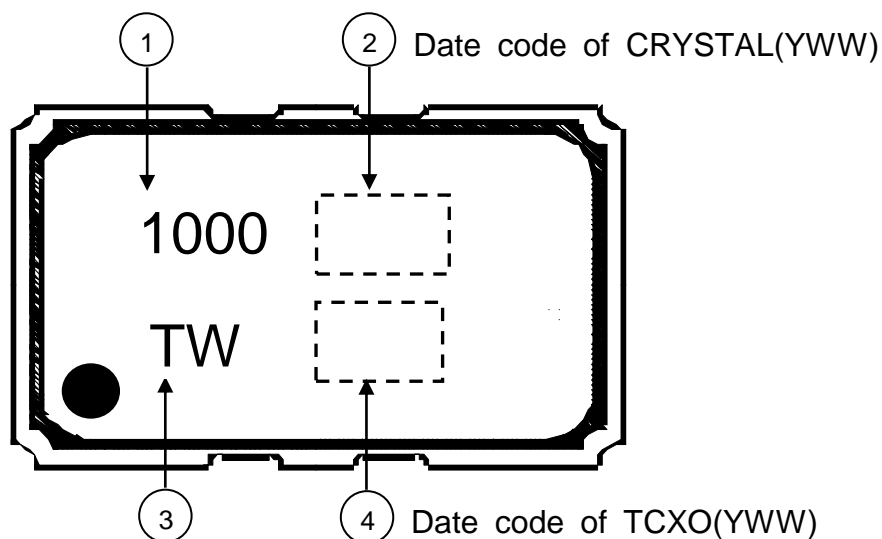 1
2 Date code of CRYSTAL(YWW)
1000
TW
3
4 Date code of TCXO(YWW)